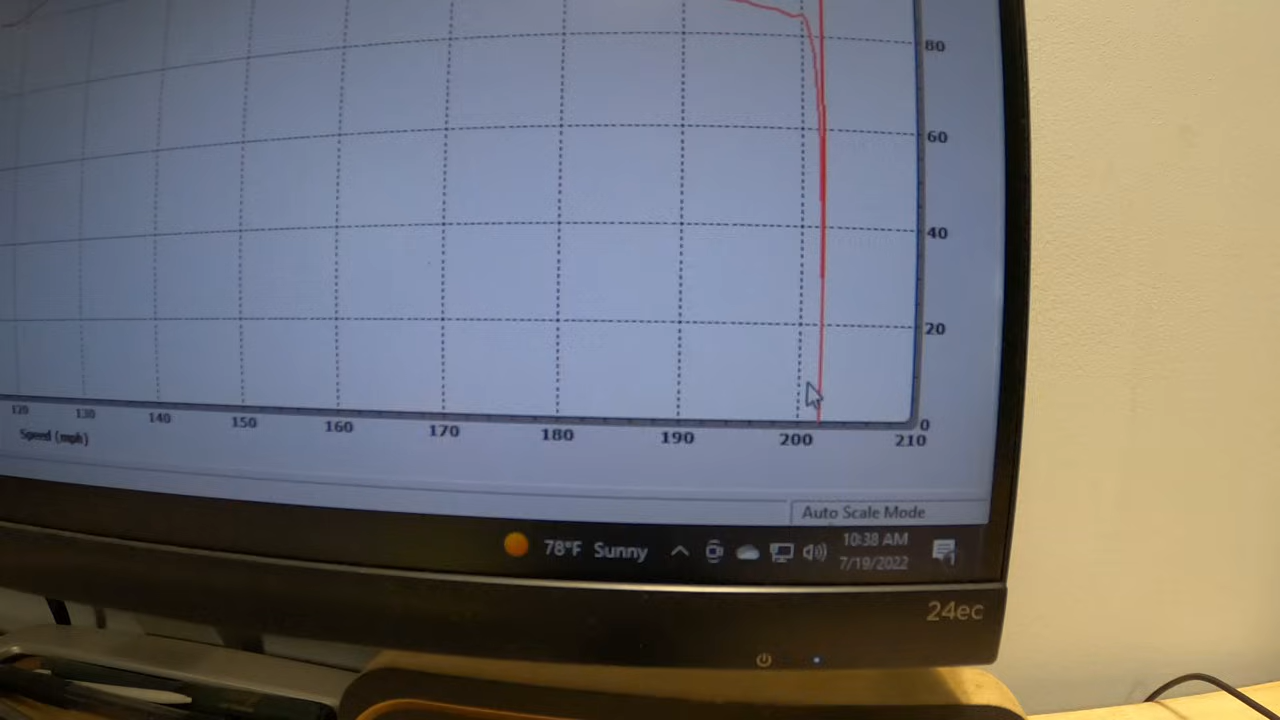 80
60
40
20
0
120 130 140 150 160 170 180 190 200 210
Speed (mph)
Auto Scale Mode
78°F Sunny
10:38 AM
7/19/2022
24ec